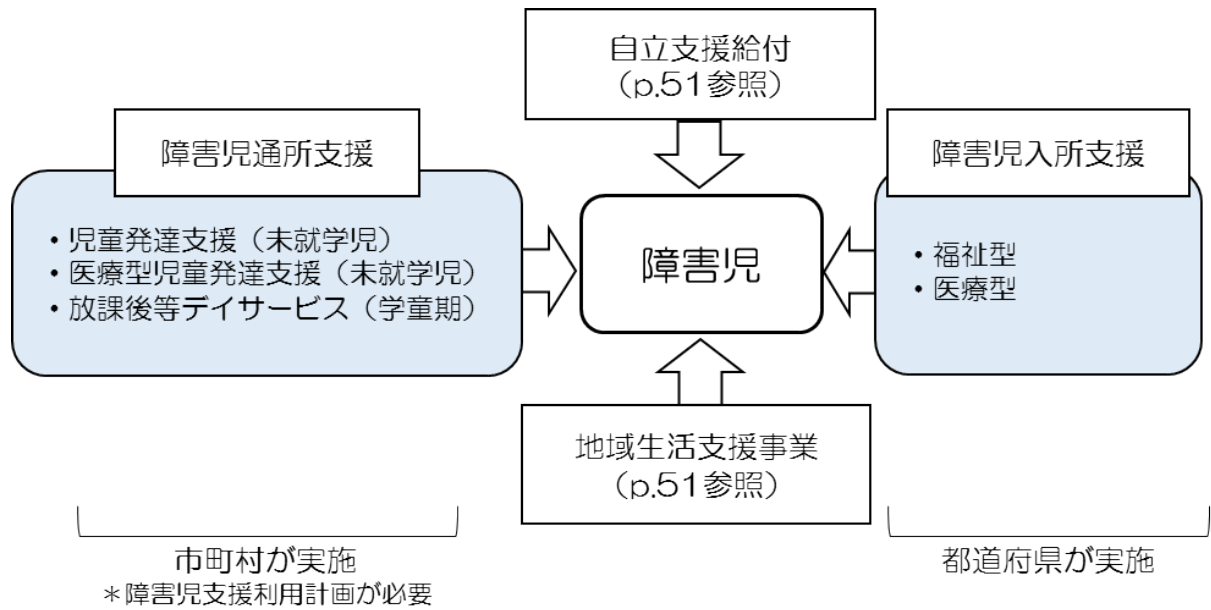 自立支援給付
（p.51参照）
障害児通所支援
・児童発達支援（未就学児）
・医療型児童発達支援（未就学児）
・放課後等デイサービス（学童期）
障害児
障害児入所支援
・福祉型
・医療型
地域生活支援事業
（p.51参照）
市町村が実施
＊障害児支援利用計画が必要
都道府県が実施